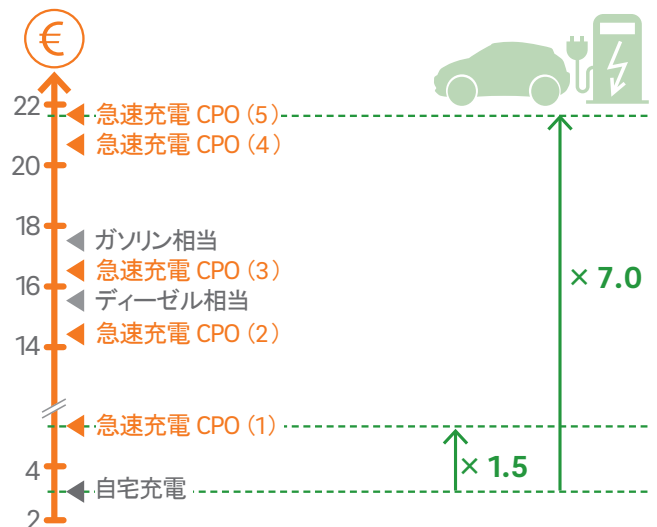 €
22
急速充電 CPO（5）
急速充電 CPO（4）
20
18
ガソリン相当
急速充電 CPO（3）
× 7.0
16
ディーゼル相当
急速充電 CPO（2）
14
急速充電 CPO（1）
× 1.5
4
自宅充電
2